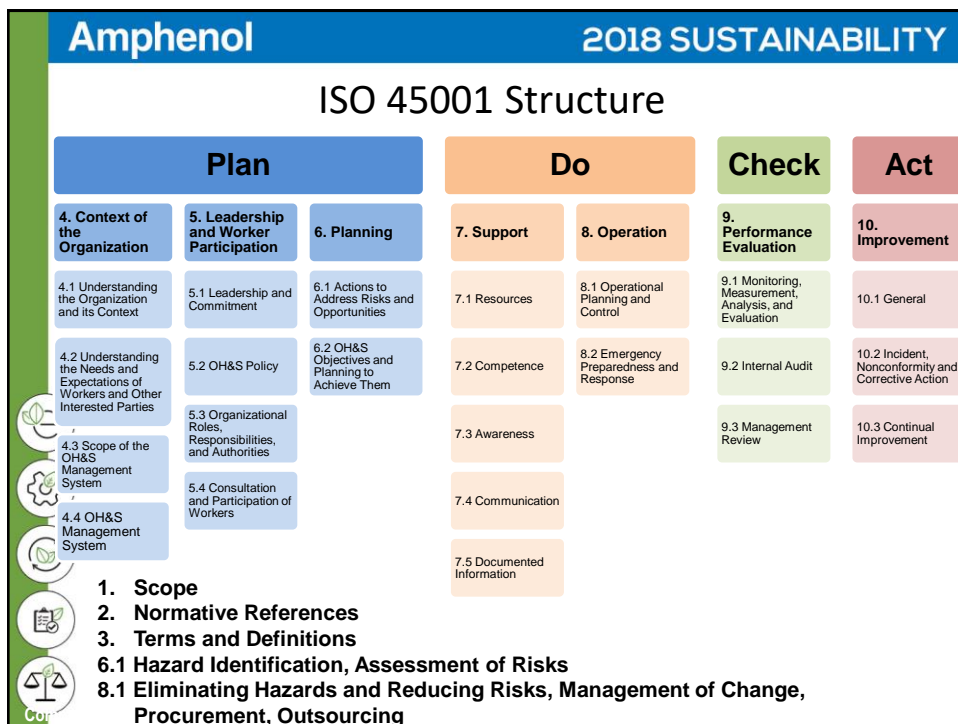 Amphenol
2018 SUSTAINABILITY
ISO 45001 Structure
Plan
4. Context of
the
Organization
4.1 Understanding
the Organization
and its Context
4.2 Understanding
the Needs and
Expectations of
Workers and Other
Interested Parties
4.3 Scope of the
OH&S
Management
System
4.4 OH&S
Management
System
5. Leadership
and Worker
Participation
5.1 Leadership and
Commitment
5.2 OH&S Policy
5.3 Organizational
Roles,
Responsibilities,
and Authorities
5.4 Consultation
and Participation of
Workers
6. Planning
6.1 Actions to
Address Risks and
Opportunities
6.2 OH&S
Objectives and
Planning to
Achieve Them
Do
7. Support
7.1 Resources
7.2 Competence
7.3 Awareness
7.4 Communication
7.5 Documented
Information
8. Operation
8.1 Operational
Planning and
Control
8.2 Emergency
Preparedness and
Response
Check
9.
Performance
Evaluation
9.1 Monitoring,
Measurement,
Analysis, and
Evaluation
9.2 Internal Audit
9.3 Management
Review
Act
10.
Improvement
10.1 General
10.2 Incident,
Nonconformity and
Corrective Action
10.3 Continual
Improvement
1. Scope
2. Normative References
3. Terms and Definitions
6.1 Hazard Identification, Assessment of Risks
8.1 Eliminating Hazards and Reducing Risks, Management of Change,
Procurement, Outsourcing